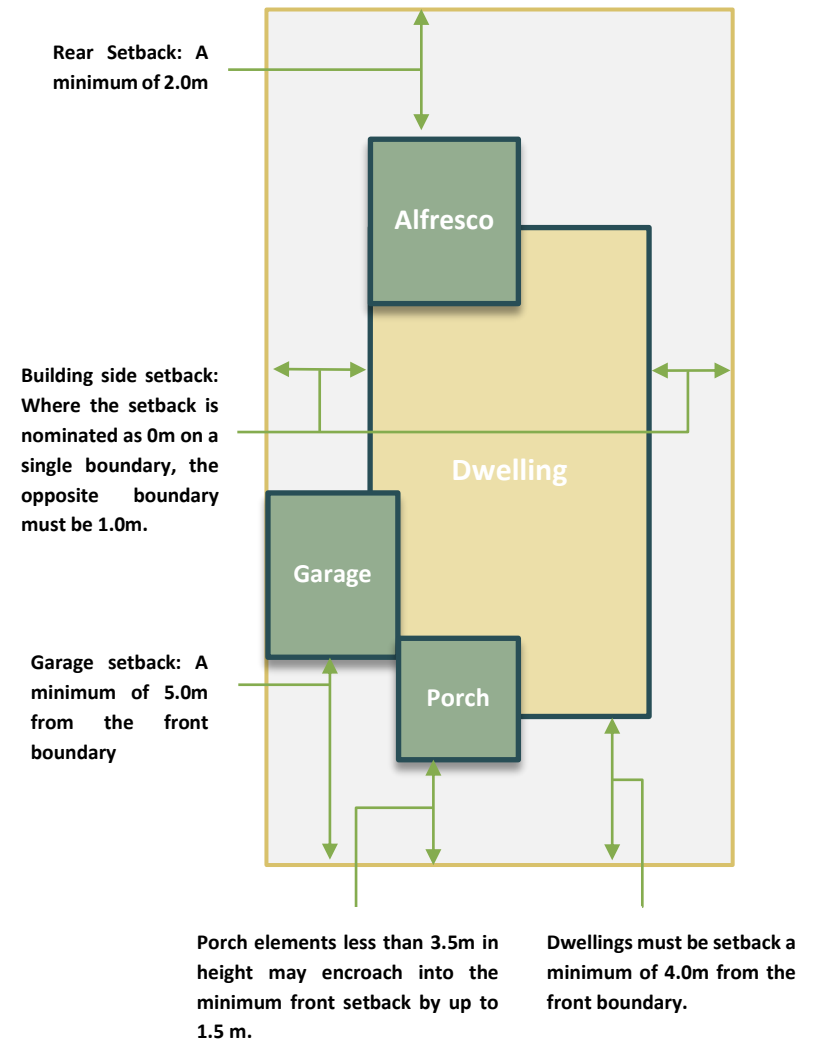 Rear Setback: A
minimum of 2.0m
Alfresco
Building side setback:
Where the setback is
nominated as 0m on a
single boundary, the
opposite boundary
must be 1.0m.
Dwelling
Garage
Garage setback: A
minimum of 5.0m
from the front
boundary
Porch
Porch elements less than 3.5m in
height may encroach into the
minimum front setback by up to
1.5 m.
Dwellings must be setback a
minimum of 4.0m from the
front boundary.